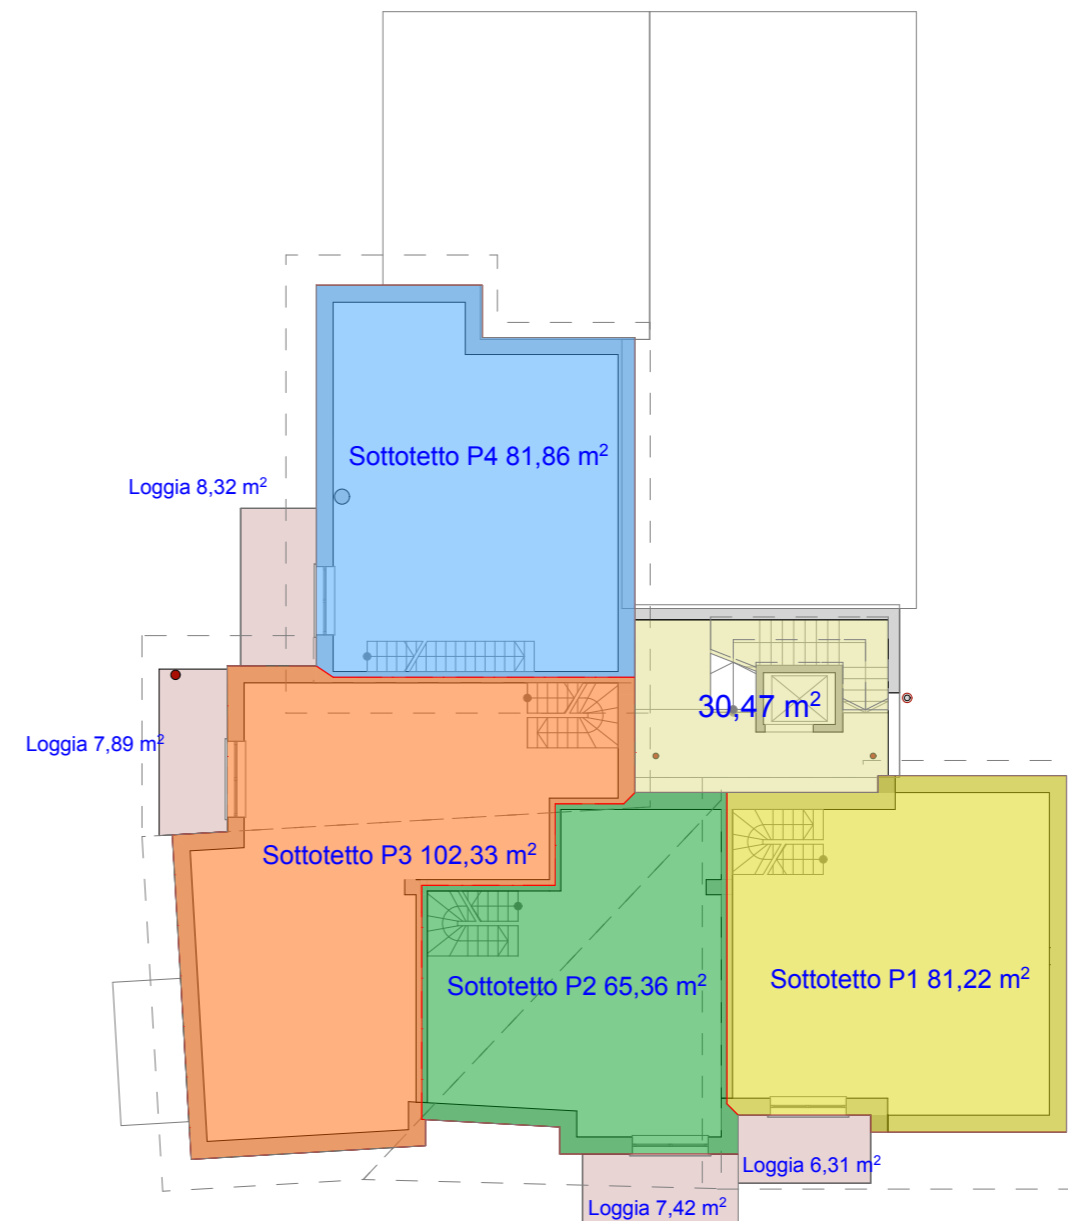 Sottotetto P4 81,86 m²
Loggia 8,32 m²
30,47 m²
Loggia 7,89 m²
Sottotetto P3 102,33 m²
Sottotetto P2 65,36 m²
Sottotetto P1 81,22 m²
Loggia 6,31 m²
Loggia 7,42 m²